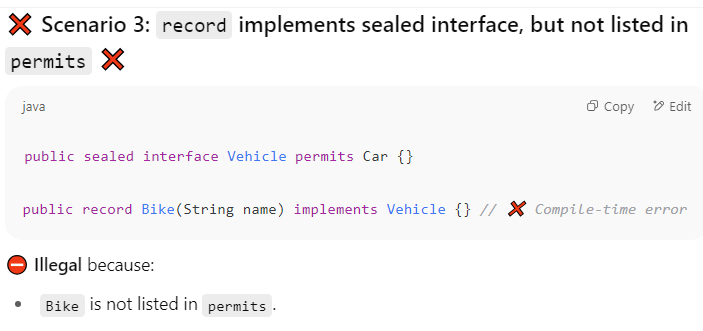 ❌ Scenario 3: record implements sealed interface, but not listed in
permits ❌
java
Copy
Edit
public sealed interface Vehicle permits Car {}
public record Bike(String name) implements Vehicle {} // ❌ Compile-time error
⛔ Illegal because:
• Bike is not listed in permits.